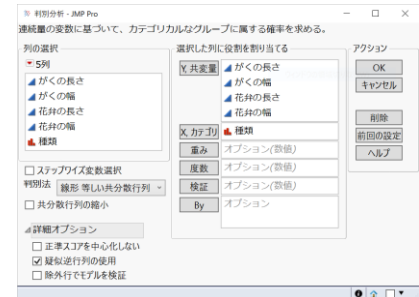 判別分析 - JMP Pro
連続量の変数に基づいて、カテゴリカルなグループに属する確率を求める。
列の選択
5列
がくの長さ
がくの幅
花弁の長さ
花弁の幅
種類
ステップワイズ変数選択
判別法 線形 等しい共分散行列
共分散行列の縮小
詳細オプション
正準スコアを中心化しない
疑似逆行列の使用
除外行でモデルを検証
選択した列に役割を割り当てる
Y, 共変量
がくの長さ
がくの幅
花弁の長さ
花弁の幅
X, カテゴリ 種類
重み オプション(数値)
度数 オプション(数値)
検証 オプション(数値)
By オプション
アクション
OK
キャンセル
削除
前回の設定
ヘルプ